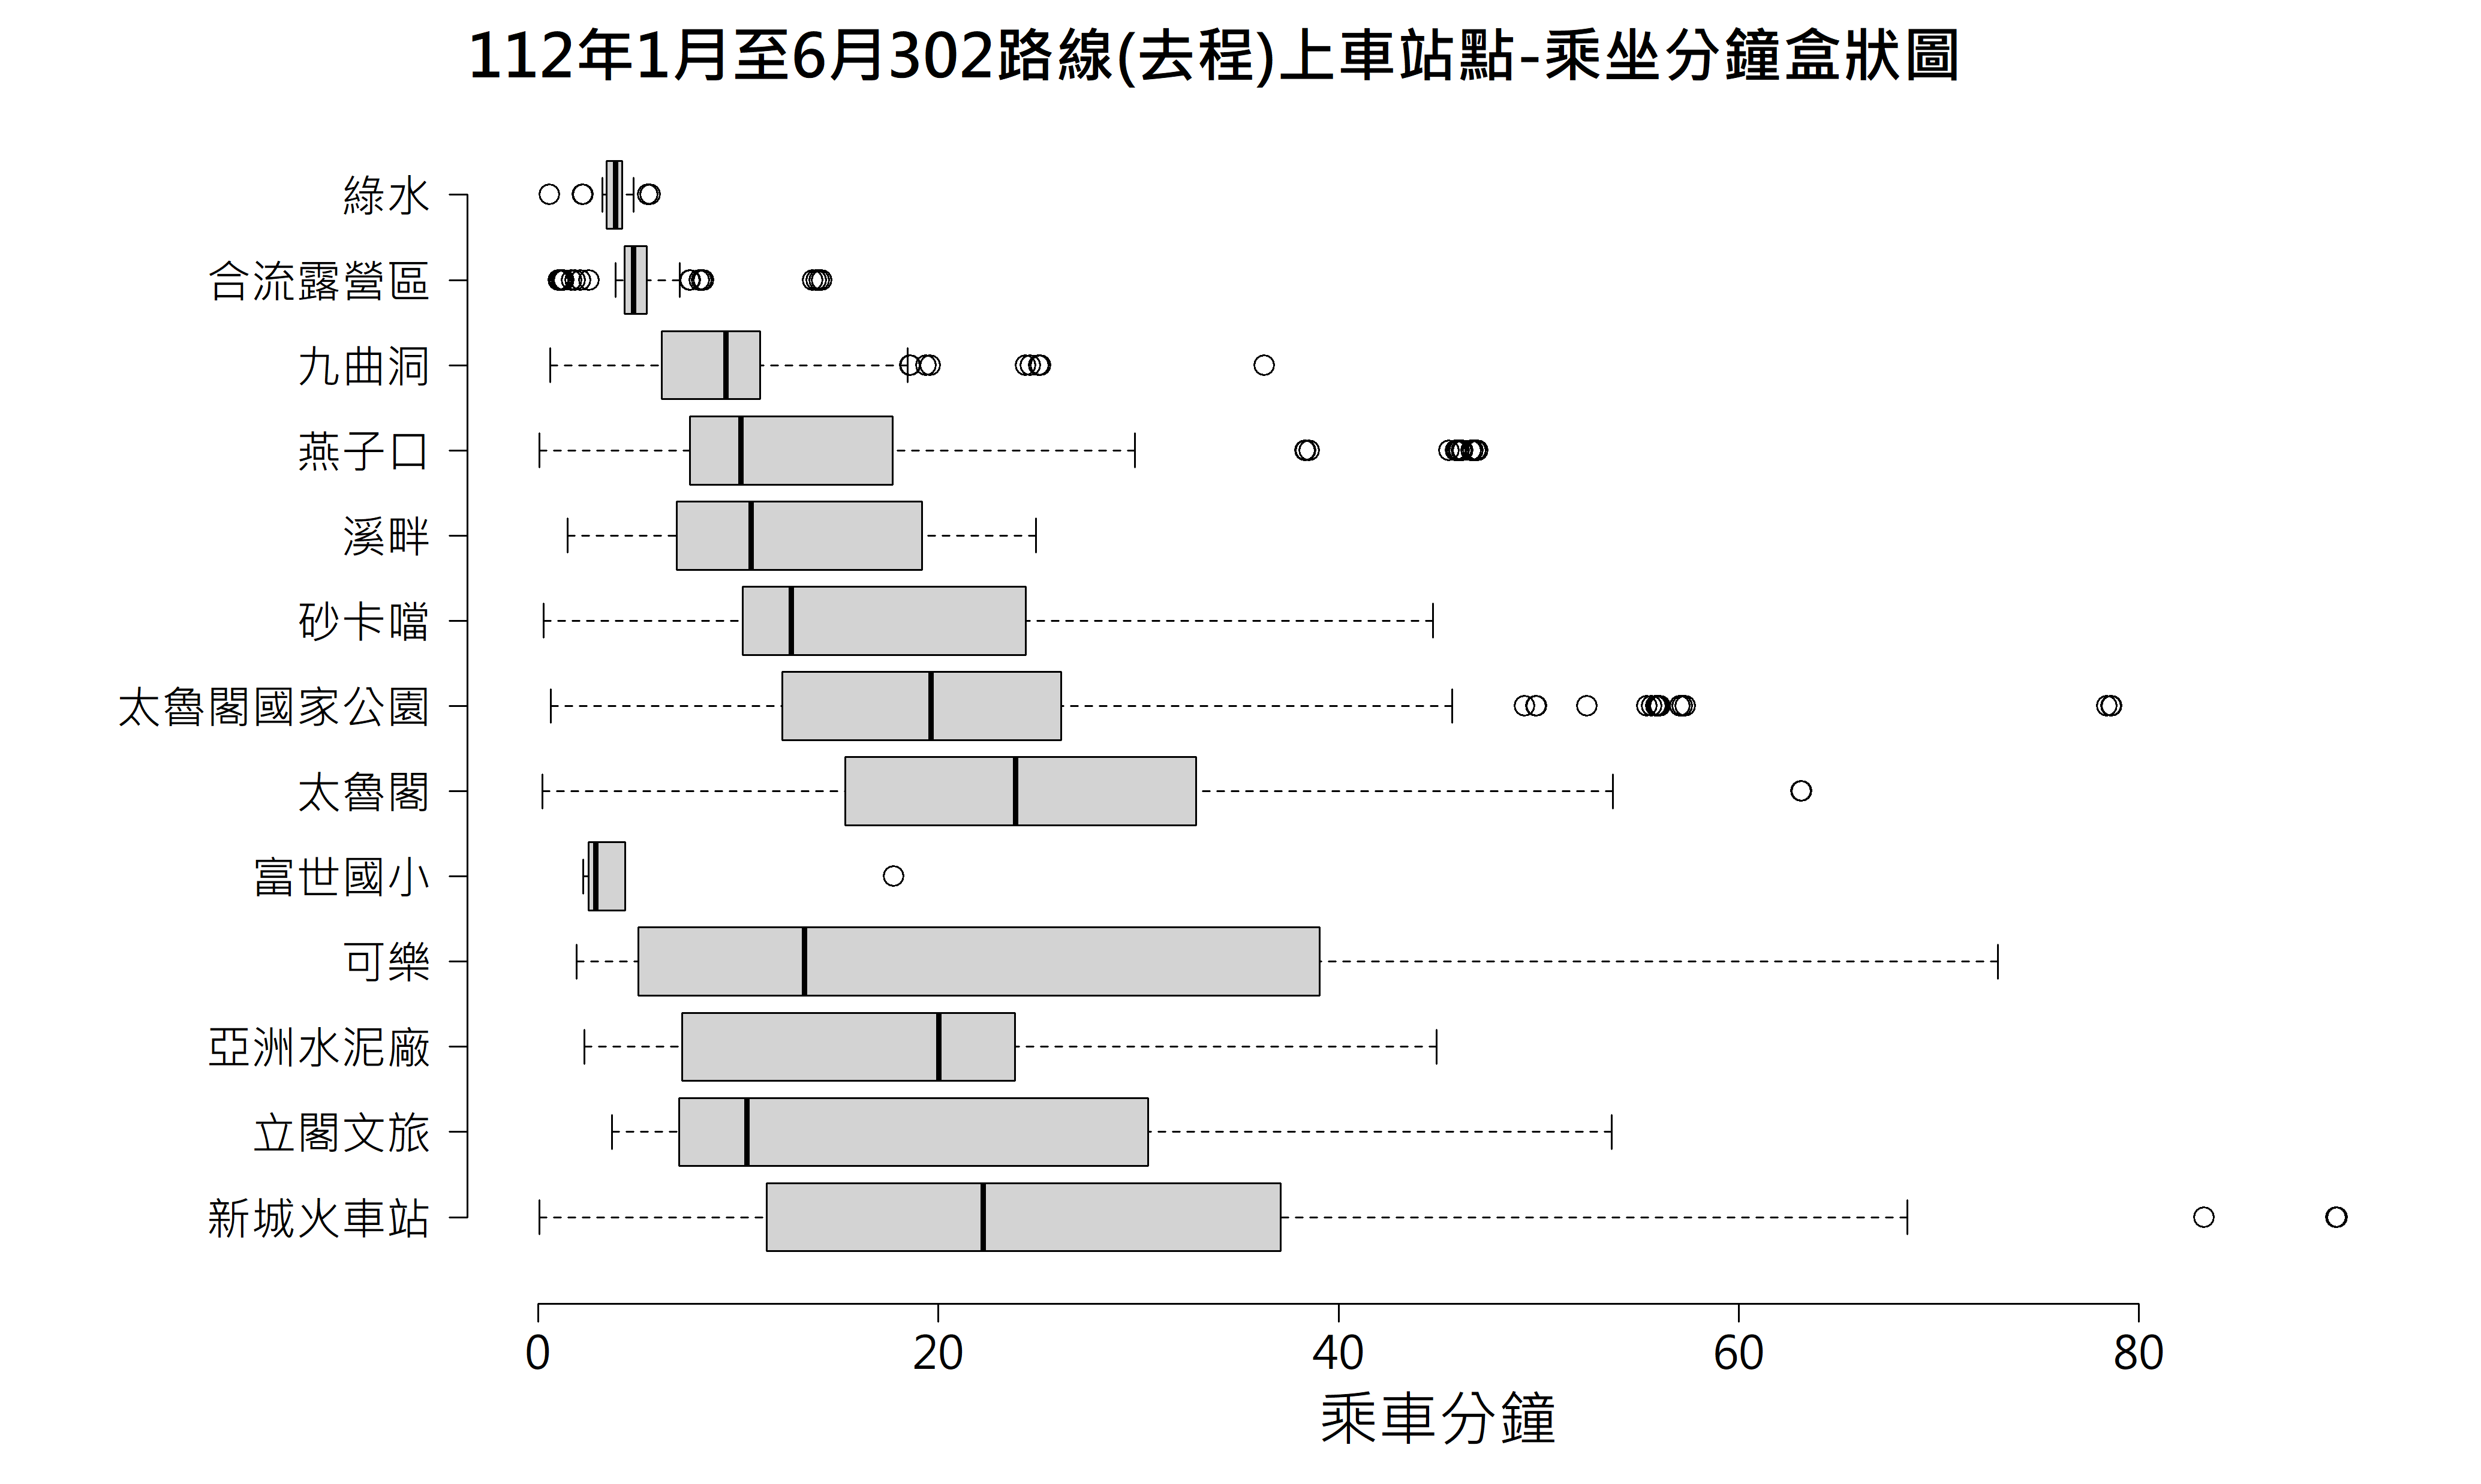 112年1月至6月302路線(去程)上車站點-乘坐分鐘盒狀圖
綠水
合流露營區
九曲洞
燕子口
溪畔
砂卡噹
太魯閣國家公園
太魯閣
富世國小
可樂
亞洲水泥廠
立閣文旅
新城火車站
0 20 40 60 80
乘車分鐘